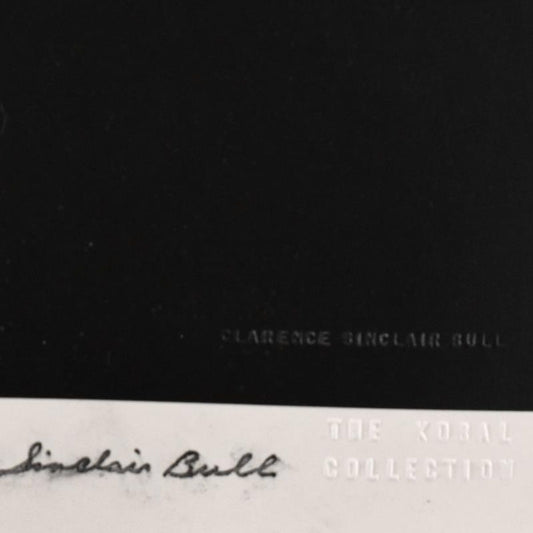 CLARENCE SINCLAIR BULL
Sinclair Bull
THE KOBAL
COLLECTION